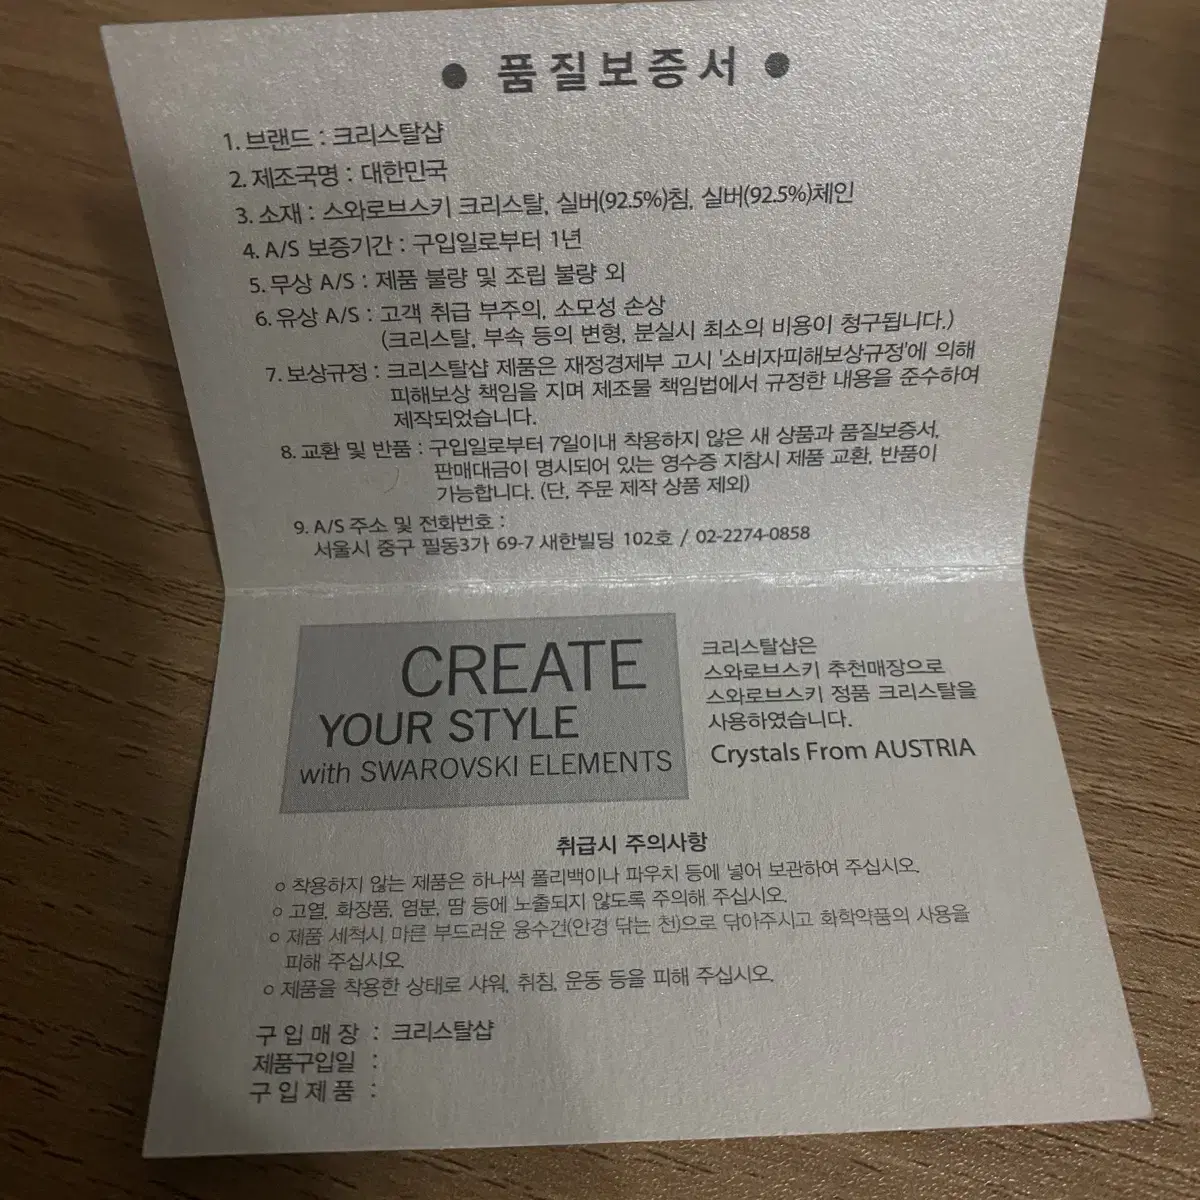 ● 품질보증서 ●
1. 브랜드 : 크리스탈샵
2. 제조국명 : 대한민국
3. 소재 : 스와로브스키 크리스탈, 실버(92.5%)침, 실버(92.5%)체인
4. A/S 보증기간 : 구입일로부터 1년
5. 무상 A/S : 제품 불량 및 조립 불량 외
6. 유상 A/S : 고객 취급 부주의, 소모성 손상
(크리스탈, 부속 등의 변형, 분실시 최소의 비용이 청구됩니다.)
7. 보상규정 : 크리스탈샵 제품은 재정경제부 고시 '소비자피해보상규정'에 의해
피해보상 책임을 지며 제조물 책임법에서 규정한 내용을 준수하여
제작되었습니다.
8. 교환 및 반품 : 구입일로부터 7일이내 착용하지 않은 새 상품과 품질보증서,
판매대금이 명시되어 있는 영수증 지참시 제품 교환, 반품이
가능합니다. (단, 주문 제작 상품 제외)
9. A/S 주소 및 전화번호 :
서울시 중구 필동3가 69-7 새한빌딩 102호 / 02-2274-0858
CREATE
YOUR STYLE
with SWAROVSKI ELEMENTS
크리스탈샵은
스와로브스키 추천매장으로
스와로브스키 정품 크리스탈을
사용하였습니다.
Crystals From AUSTRIA
취급시 주의사항
○ 착용하지 않는 제품은 하나씩 폴리백이나 파우치 등에 넣어 보관하여 주십시오.
○ 고열, 화장품, 염분, 땀 등에 노출되지 않도록 주의해 주십시오.
○ 제품 세척시 마른 부드러운 융수건(안경 닦는 천)으로 닦아주시고 화학약품의 사용을
피해 주십시오.
○ 제품을 착용한 상태로 샤워, 취침, 운동 등을 피해 주십시오.
구입매장 : 크리스탈샵
제품구입일 :
구입제품 :